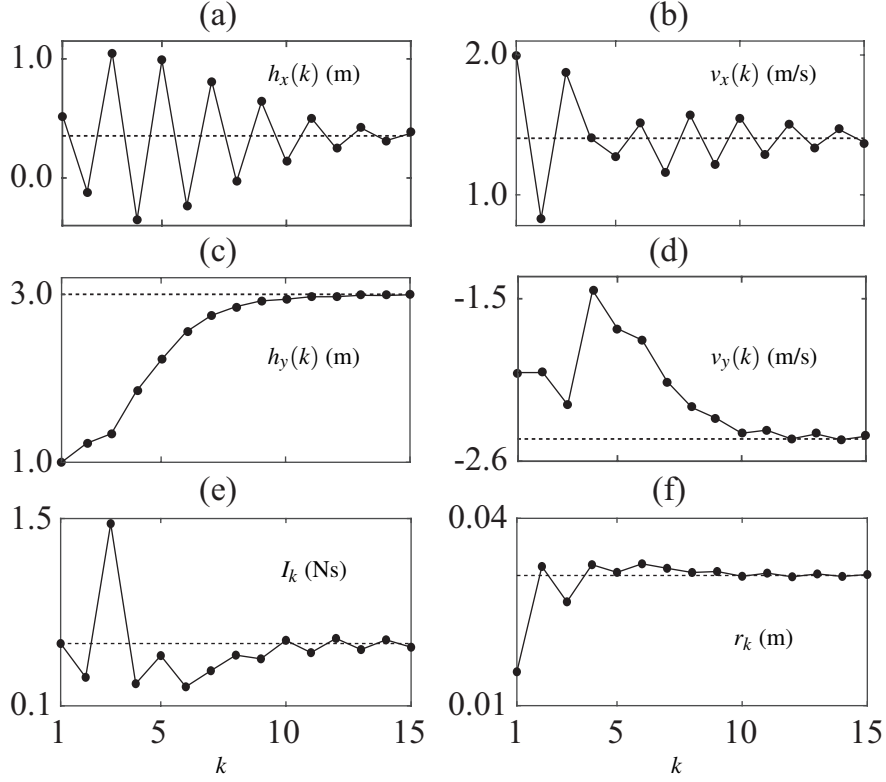 (a)
1.0
0.0
h_x(k) (m)
(b)
2.0
1.0
v_x(k) (m/s)
(c)
3.0
1.0
h_y(k) (m)
(d)
-1.5
-2.6
v_y(k) (m/s)
(e)
1.5
0.1
I_k (Ns)
1 5 10 15
k
(f)
0.04
0.01
r_k (m)
1 5 10 15
k